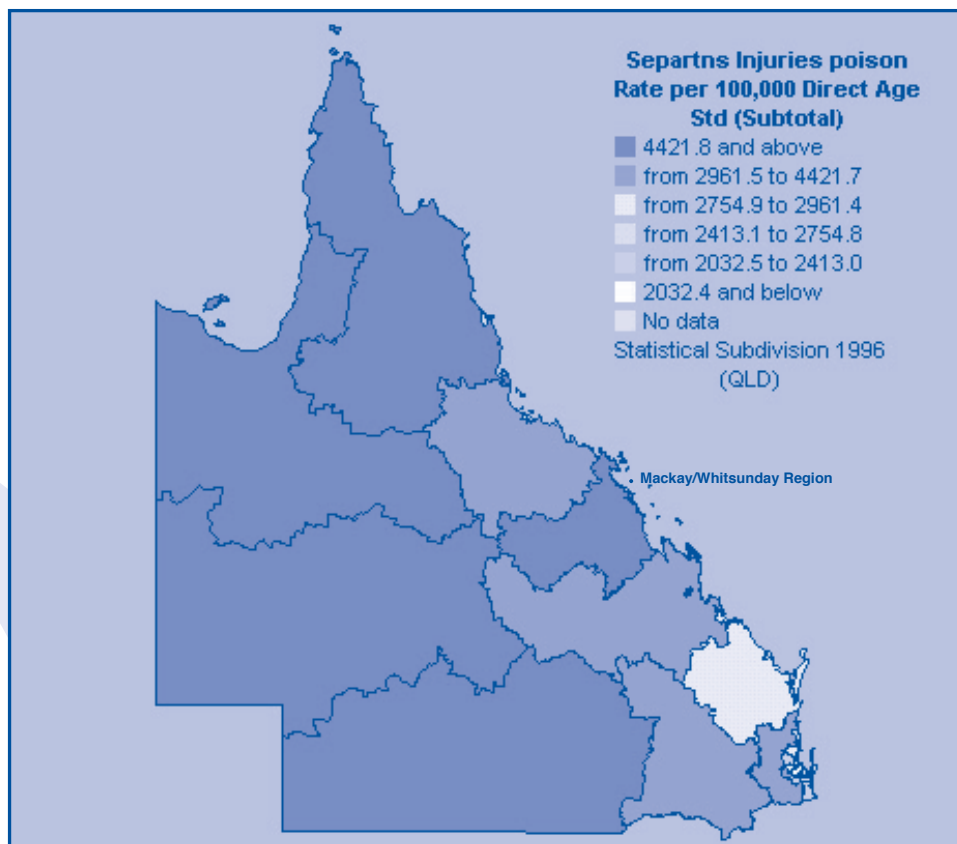 Separtns Injuries poison
Rate per 100,000 Direct Age
Std (Subtotal)
4421.8 and above
from 2961.5 to 4421.7
from 2754.9 to 2961.4
from 2413.1 to 2754.8
from 2032.5 to 2413.0
2032.4 and below
No data
Statistical Subdivision 1996
(QLD)
Mackay/Whitsunday Region